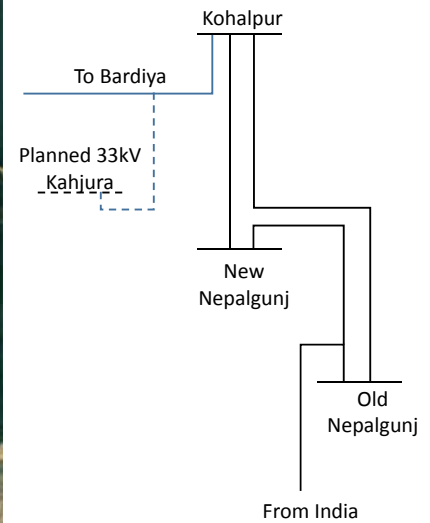 Kohalpur
To Bardiya
Planned 33kV
Kahjura
New
Nepalgunj
Old
Nepalgunj
From India